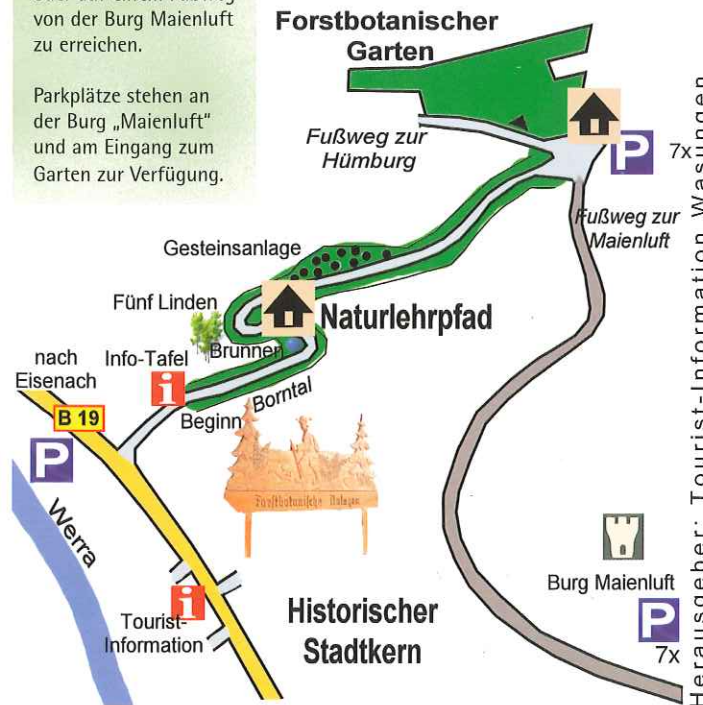 von der Burg Maienluft
zu erreichen.
Parkplätze stehen an
der Burg „Maienluft"
und am Eingang zum
Garten zur Verfügung.
Forstbotanischer
Garten
Fußweg zur
Hümburg
P
7x
Fußweg zur
Maienluft
Gesteinsanlage
Fünf Linden
Naturlehrpfad
Brunnen
nach
Eisenach
Info-Tafel
i
Borntal
Beginn
B 19
P
Forstbotanische Anlagen
Werra
i
Tourist-
Information
Historischer
Stadtkern
Burg Maienluft
P
7x
Herausgeber: Tourist-Information Wasungen